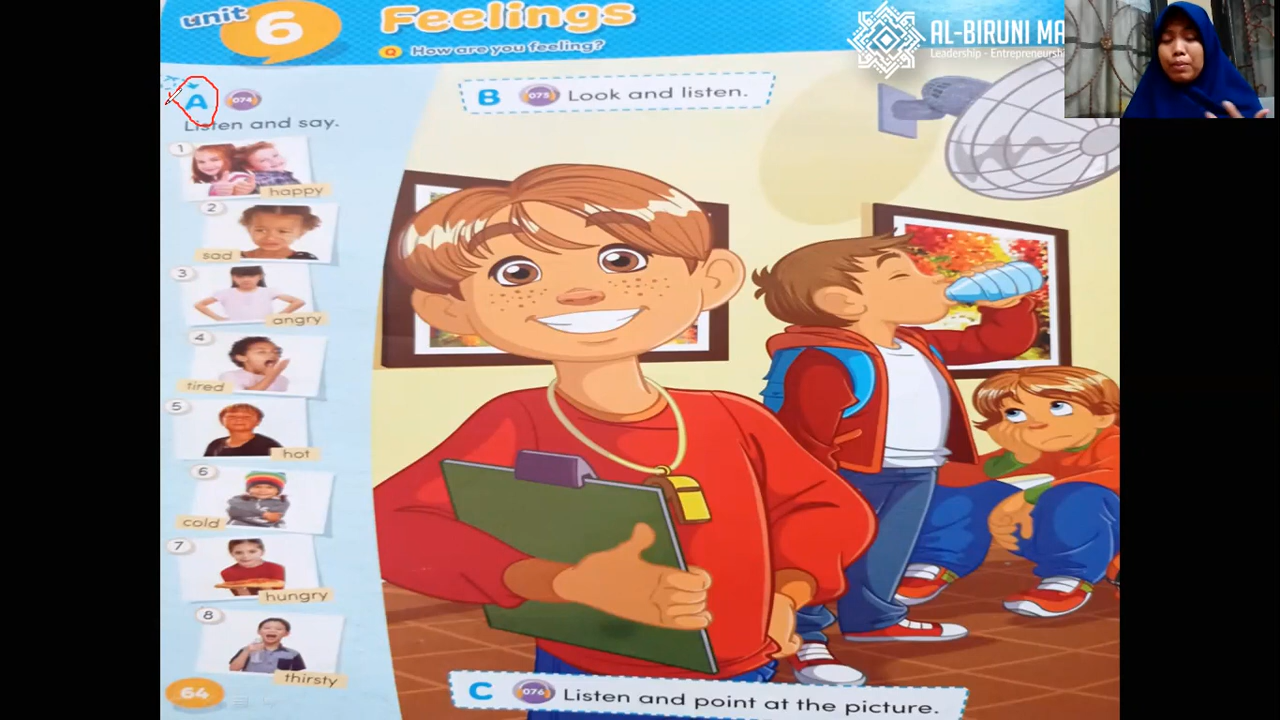 unit 6 Feelings
Q How are you feeling?
AL-BIRUNI MA
Leadership - Entrepreneursh
A 074
Listen and say.
1
happy
2
sad
3
angry
4
tired
5
hot
6
cold
7
hungry
8
thirsty
64
B 075 Look and listen.
C 076 Listen and point at the picture.